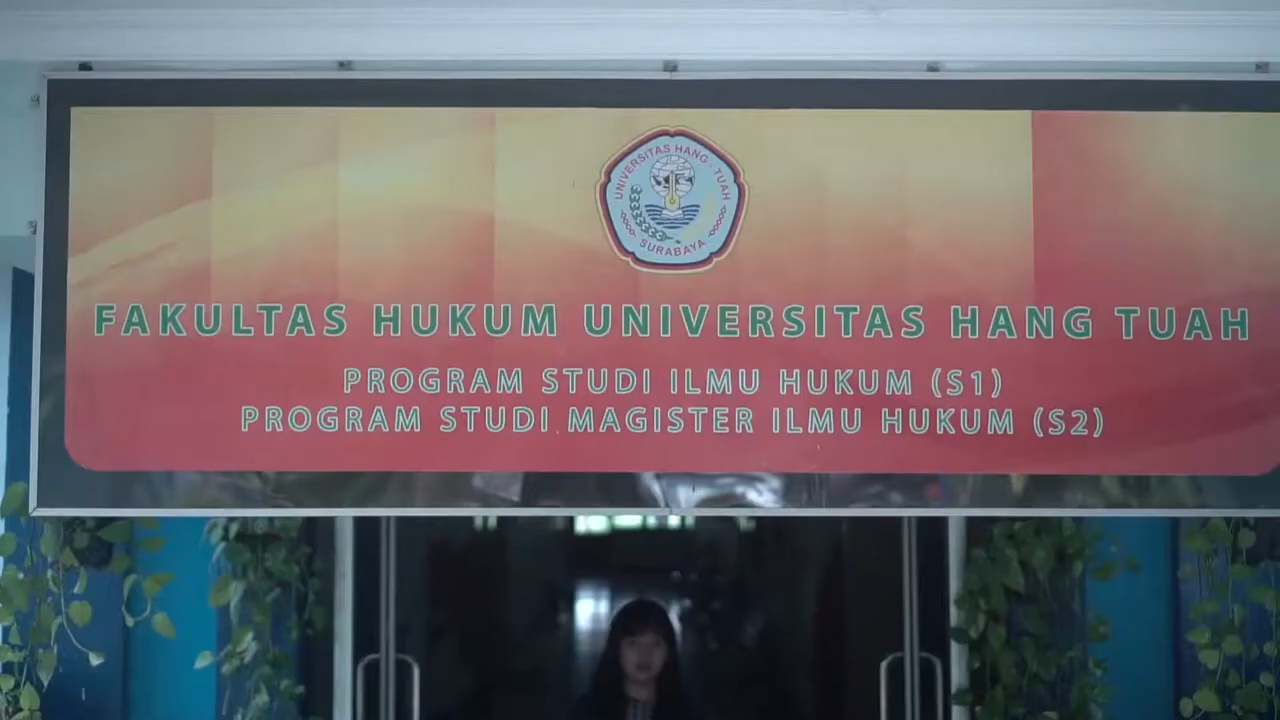 UNIVERSITAS HANG - TUAH
SURABAYA
FAKULTAS HUKUM UNIVERSITAS HANG TUAH
PROGRAM STUDI ILMU HUKUM (S1)
PROGRAM STUDI MAGISTER ILMU HUKUM (S2)